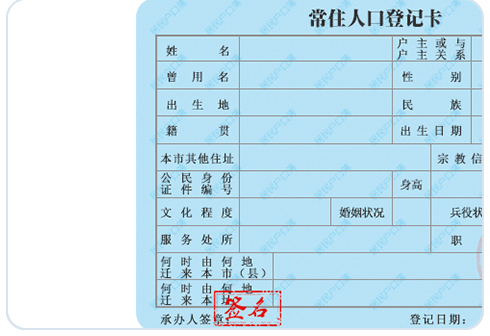 常住人口登记卡
姓 名
户 主 或 与
户 主 关 系
曾 用 名
性 别
出 生 地
民 族
籍 贯
出 生 日 期
本市其他住址
宗 教 信
公 民 身 份
证 件 编 号
身高
文 化 程 度
婚姻状况
兵役状
服 务 处 所
职
何 时 由 何 地
迁 来 本 市（县）
何 时 由 何 地
迁 来 本
签名
承办人签章：
登记日期：